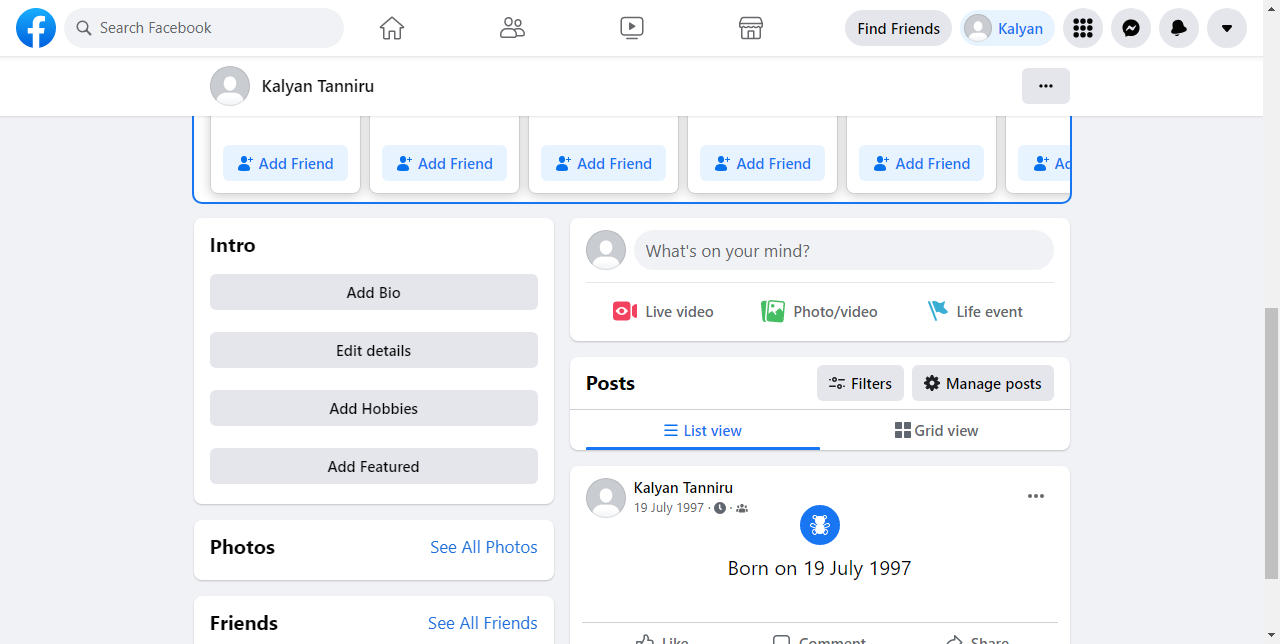 Search Facebook
Find Friends
Kalyan
Kalyan Tanniru
Add Friend
Add Friend
Add Friend
Add Friend
Add Friend
Intro
Add Bio
Edit details
Add Hobbies
Add Featured
Photos
See All Photos
Friends
See All Friends
What's on your mind?
Live video
Photo/video
Life event
Posts
Filters
Manage posts
List view
Grid view
Kalyan Tanniru
19 July 1997 · ·
Born on 19 July 1997
Like
Comment
Share